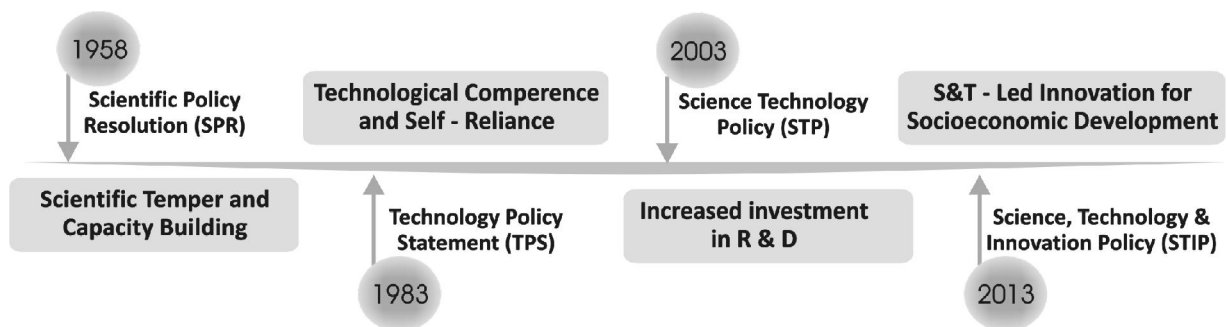 1958
Scientific Policy
Resolution (SPR)
Scientific Temper and
Capacity Building
Technological Comperence
and Self - Reliance
Technology Policy
Statement (TPS)
1983
2003
Science Technology
Policy (STP)
Increased investment
in R & D
S&T - Led Innovation for
Socioeconomic Development
Science, Technology &
Innovation Policy (STIP)
2013